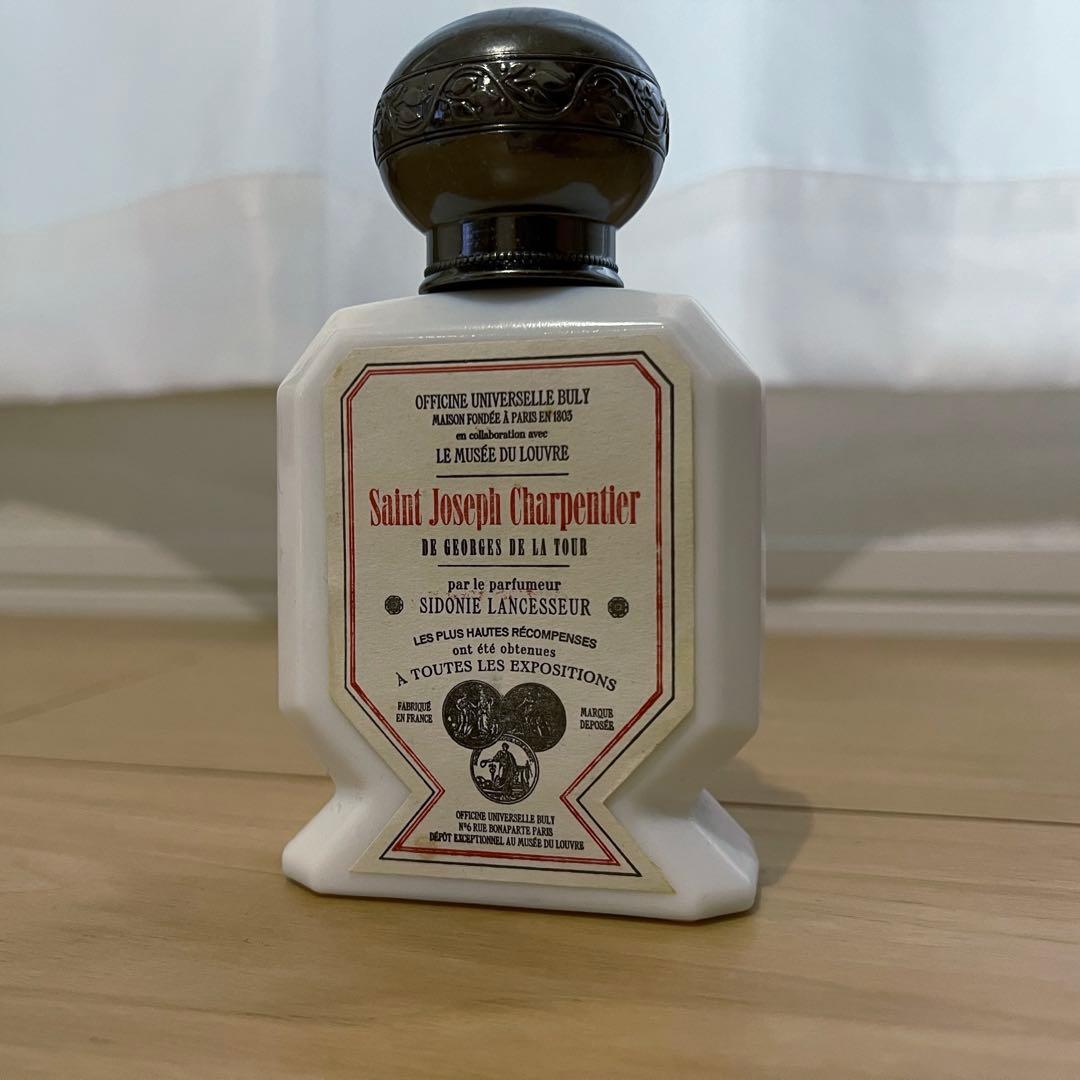 OFFICINE UNIVERSELLE BULY
MAISON FONDÉE À PARIS EN 1803
en collaboration avec
LE MUSÉE DU LOUVRE
Saint Joseph Charpentier
DE GEORGES DE LA TOUR
par le parfumeur
SIDONIE LANCESSEUR
LES PLUS HAUTES RÉCOMPENSES
ont été obtenues
À TOUTES LES EXPOSITIONS
FABRIQUÉ
EN FRANCE
MARQUE
DEPOSÉE
OFFICINE UNIVERSELLE BULY
Nº6 RUE BONAPARTE PARIS
DÉPÔT EXCEPTIONNEL AU MUSÉE DU LOUVRE